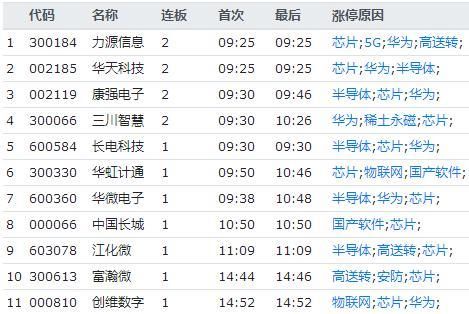 代码 名称 连板 首次 最后 涨停原因
1 300184 力源信息 2 09:25 09:25 芯片;5G;华为;高送转;
2 002185 华天科技 2 09:25 09:25 芯片;华为;半导体;
3 002119 康强电子 2 09:30 09:46 半导体;芯片;华为;
4 300066 三川智慧 2 09:30 10:26 华为;稀土永磁;芯片;
5 600584 长电科技 1 09:30 09:30 半导体;芯片;华为;
6 300330 华虹计通 1 09:50 10:46 芯片;物联网;国产软件;
7 600360 华微电子 1 09:38 10:48 半导体;华为;芯片;
8 000066 中国长城 1 10:50 10:50 国产软件;芯片;
9 603078 江化微 1 11:09 11:09 半导体;高送转;芯片;
10 300613 富瀚微 1 14:44 14:46 高送转;安防;芯片;
11 000810 创维数字 1 14:52 14:52 物联网;芯片;华为;